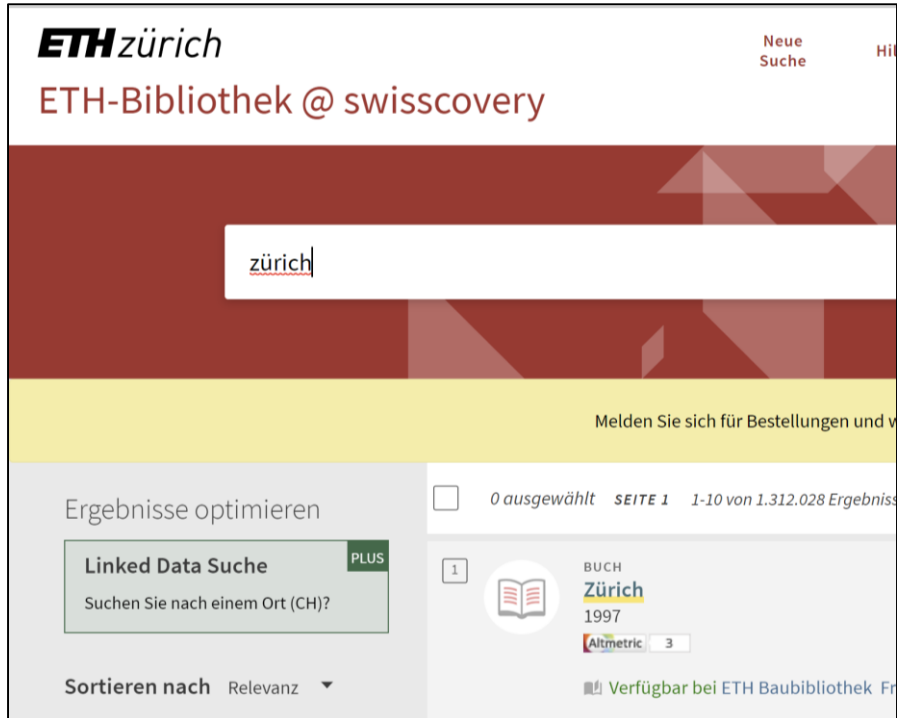 ETH zürich
Neue
Suche
ETH-Bibliothek @ swisscovery
zürich
Melden Sie sich für Bestellungen und
Ergebnisse optimieren
0 ausgewählt SEITE 1 1-10 von 1.312.028 Ergebniss
Linked Data Suche PLUS
Suchen Sie nach einem Ort (CH)?
1
BUCH
Zürich
1997
Altmetric 3
Sortieren nach Relevanz
Verfügbar bei ETH Baubibliothek Fr